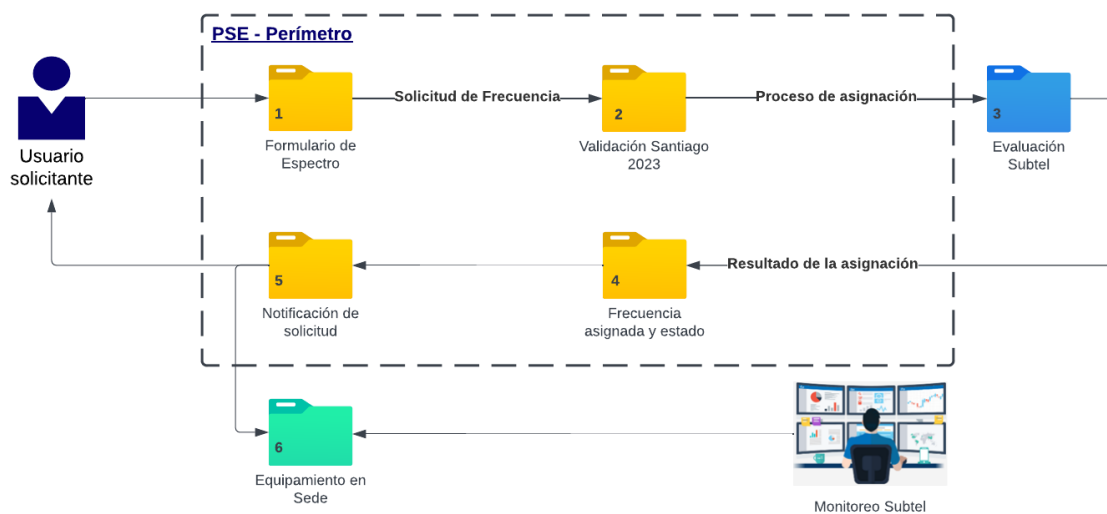 PSE - Perímetro
Usuario
solicitante
1
Formulario de
Espectro
Solicitud de Frecuencia
2
Validación Santiago
2023
Proceso de asignación
3
Evaluación
Subtel
Resultado de la asignación
4
Frecuencia
asignada y estado
5
Notificación de
solicitud
6
Equipamiento en
Sede
Monitoreo Subtel